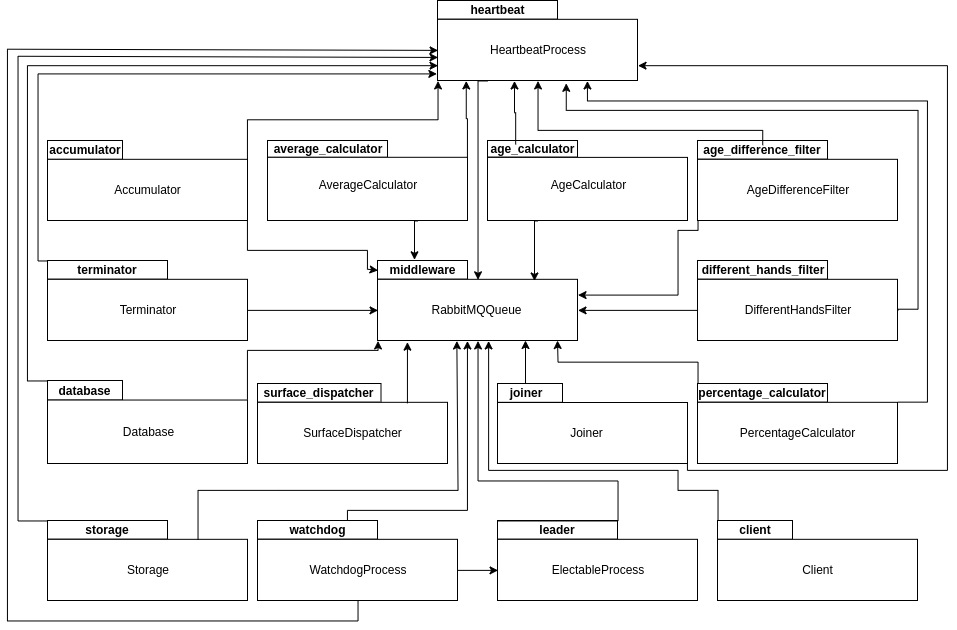 heartbeat
HeartbeatProcess
accumulator
Accumulator
average_calculator
AverageCalculator
age_calculator
AgeCalculator
age_difference_filter
AgeDifferenceFilter
terminator
Terminator
middleware
RabbitMQQueue
different_hands_filter
DifferentHandsFilter
database
Database
surface_dispatcher
SurfaceDispatcher
joiner
Joiner
percentage_calculator
PercentageCalculator
storage
Storage
watchdog
WatchdogProcess
leader
ElectableProcess
client
Client